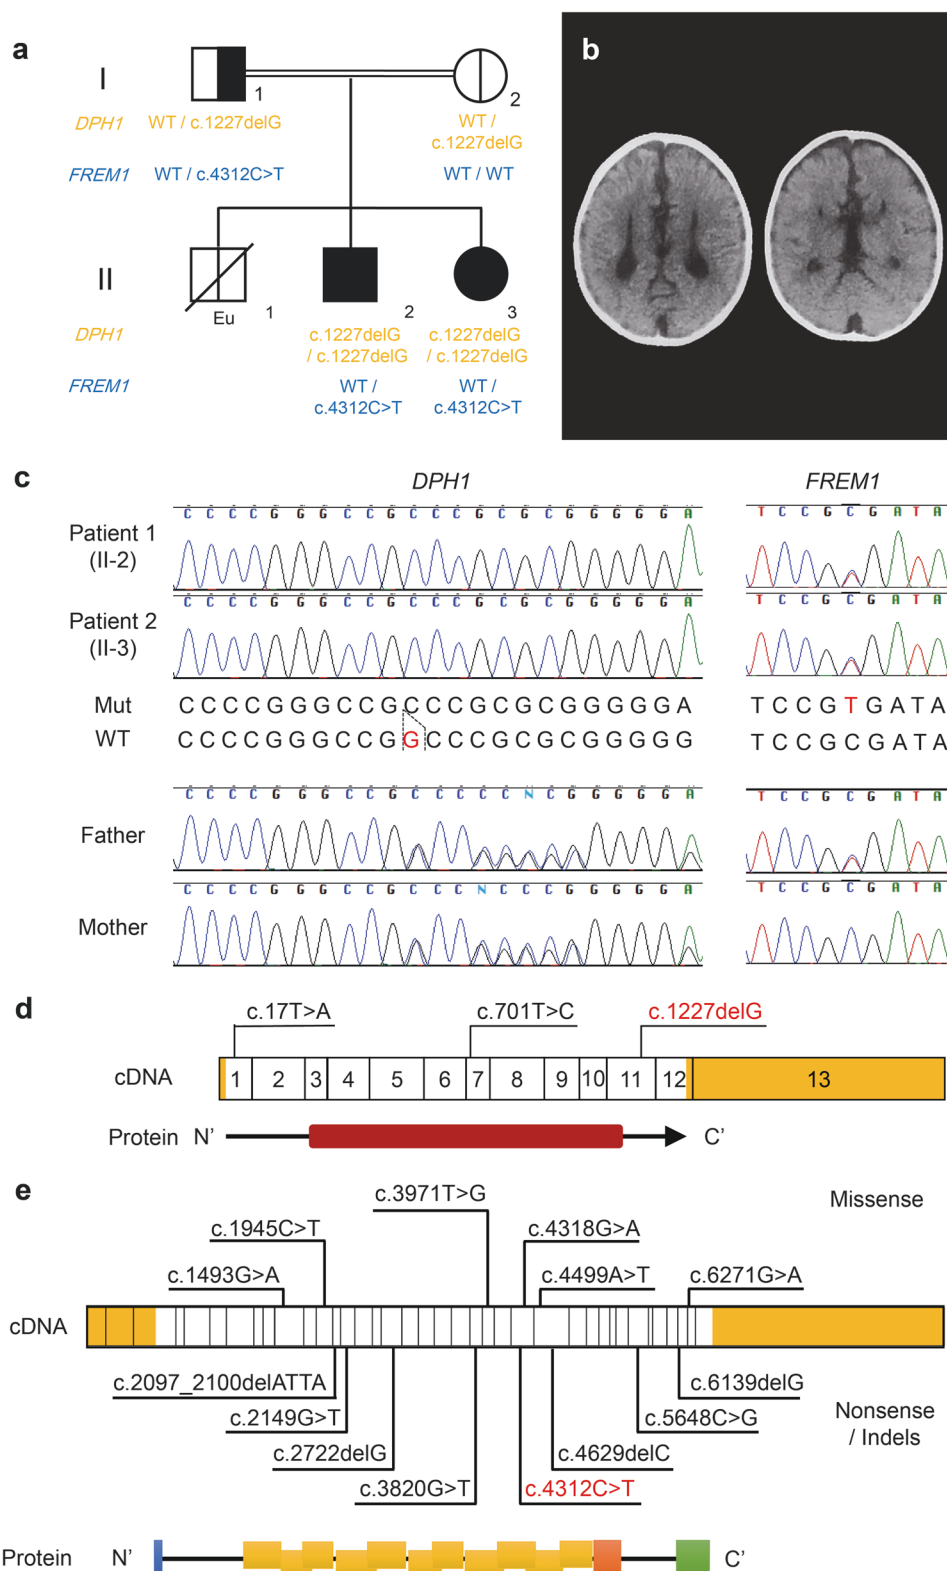 a
b
I
1
2
DPH1
WT / c.1227delG
WT /
c.1227delG
FREM1
WT / c.4312C>T
WT / WT
II
Eu
1
2
3
DPH1
c.1227delG
/ c.1227delG
c.1227delG
/ c.1227delG
FREM1
WT /
c.4312C>T
WT /
c.4312C>T
c
DPH1
FREM1
C C C C G G G C C G C C C G C G C G G G G G A
T C C G C G A T A
Patient 1
(II-2)
C C C C G G G C C G C C C G C G C G G G G G A
T C C G C G A T A
Patient 2
(II-3)
Mut
C C C C G G G C C G C C C G C G C G G G G G A
T C C G T G A T A
WT
C C C C G G G C C G G C C C G C G C G G G G G
T C C G C G A T A
C C C C G G G C C G C C C C C N C G G G G G A
T C C G C G A T A
Father
C C C C G G G C C G C C C N C C C G G G G G A
T C C G C G A T A
Mother
d
c.17T>A
c.701T>C
c.1227delG
cDNA
1 2 3 4 5 6 7 8 9 10 11 12 13
Protein N' C'
e
c.3971T>G
Missense
c.1945C>T
c.4318G>A
c.1493G>A
c.4499A>T
c.6271G>A
cDNA
c.2097_2100delATTA
c.6139delG
c.2149G>T
c.5648C>G
Nonsense
/ Indels
c.2722delG
c.4629delC
c.3820G>T
c.4312C>T
Protein N' C'